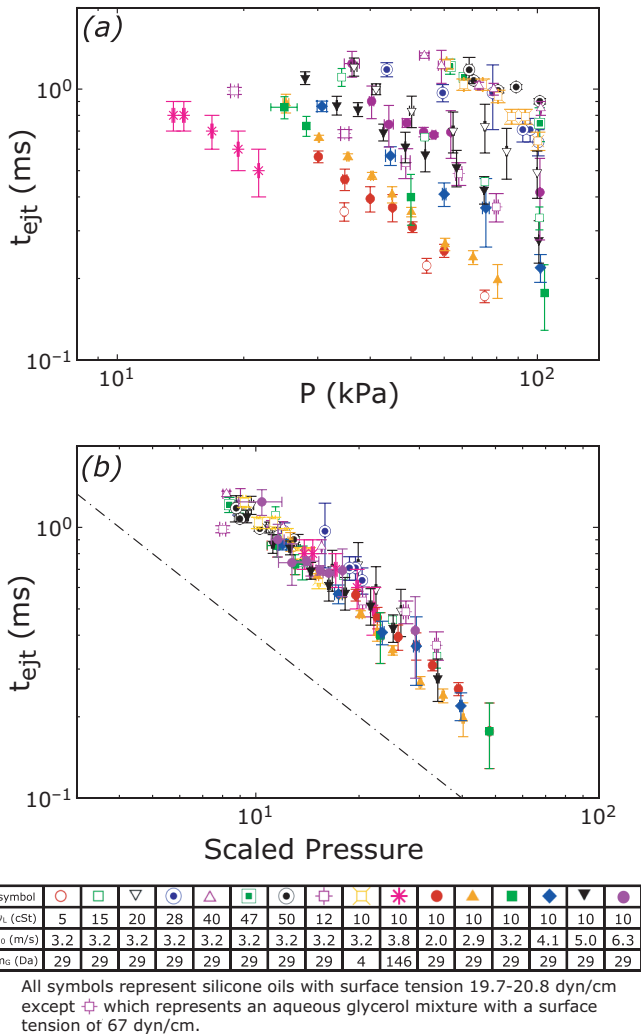 (a)
10⁰
t_ejt (ms)
10⁻¹
10¹
10²
P (kPa)
(b)
10⁰
t_ejt (ms)
10⁻¹
10¹
10²
Scaled Pressure
symbol
ν_L (cSt) 5 15 20 28 40 47 50 12 10 10 10 10 10 10 10 10
(m/s) 3.2 3.2 3.2 3.2 3.2 3.2 3.2 3.2 3.2 3.8 2.0 2.9 3.2 4.1 5.0 6.3
m_G (Da) 29 29 29 29 29 29 29 29 4 146 29 29 29 29 29 29
All symbols represent silicone oils with surface tension 19.7-20.8 dyn/cm
except which represents an aqueous glycerol mixture with a surface
tension of 67 dyn/cm.